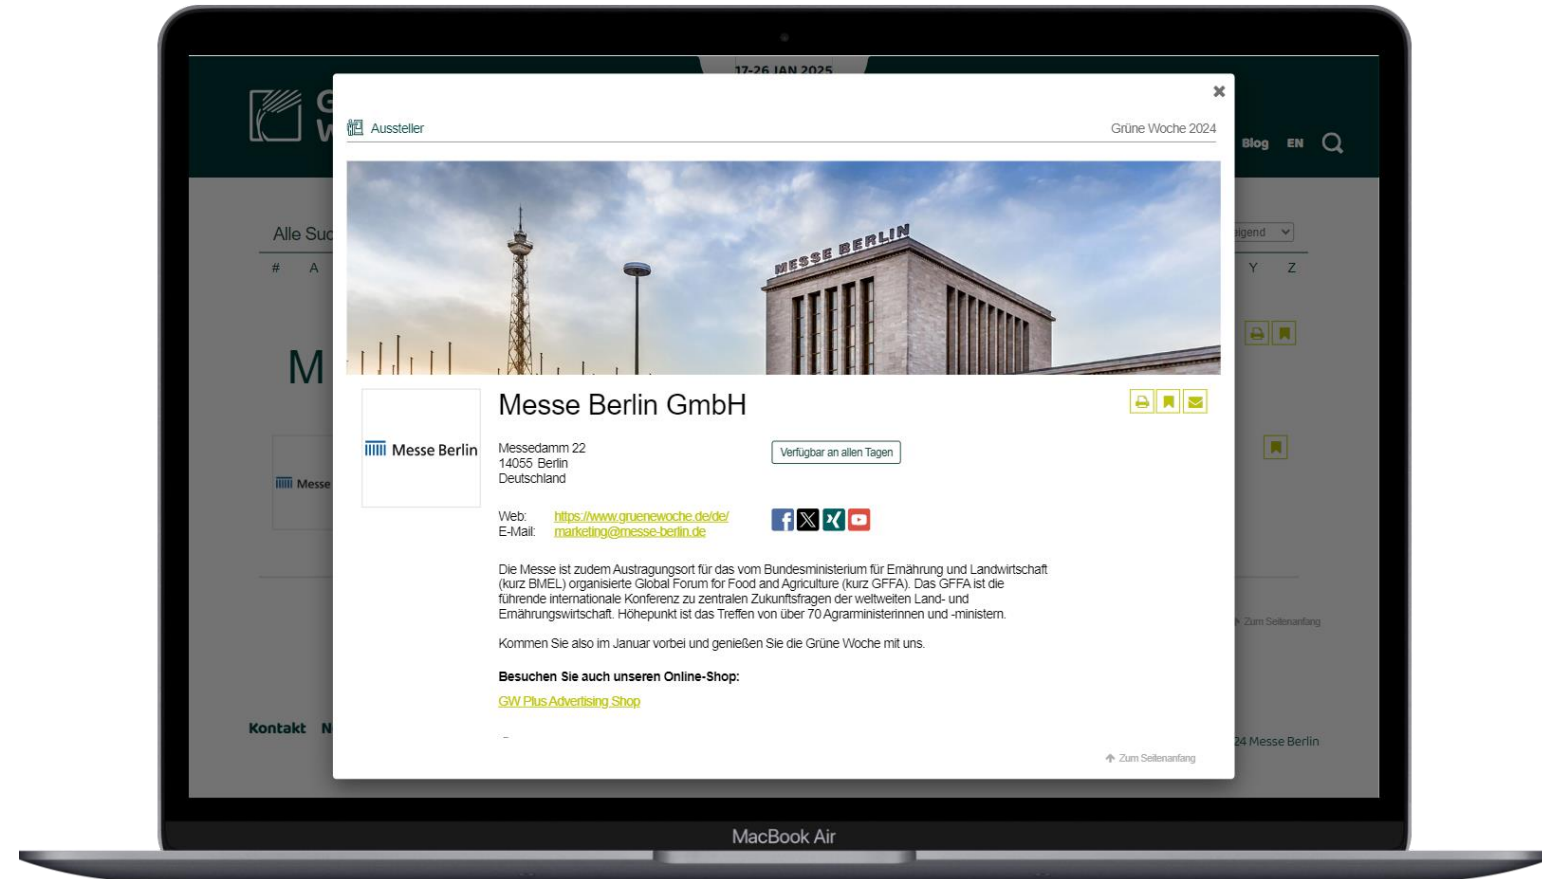 17-26 JAN 2025
Aussteller
Grüne Woche 2024
Blog EN
Alle Suc
eigend
# A
Y Z
MESSE BERLIN
M
Messe Berlin GmbH
Messe Berlin
Messedamm 22
14055 Berlin
Deutschland
Verfügbar an allen Tagen
Messe
Web: https://www.gruenewoche.de/de/
E-Mail: marketing@messe-berlin.de
Die Messe ist zudem Austragungsort für das vom Bundesministerium für Ernährung und Landwirtschaft
(kurz BMEL) organisierte Global Forum for Food and Agriculture (kurz GFFA). Das GFFA ist die
führende internationale Konferenz zu zentralen Zukunftsfragen der weltweiten Land- und
Ernährungswirtschaft. Höhepunkt ist das Treffen von über 70 Agrarministerinnen und -ministern.
Zum Seitenanfang
Kommen Sie also im Januar vorbei und genießen Sie die Grüne Woche mit uns.
Besuchen Sie auch unseren Online-Shop:
GW Plus Advertising Shop
Kontakt N
24 Messe Berlin
Zum Seitenanfang
MacBook Air